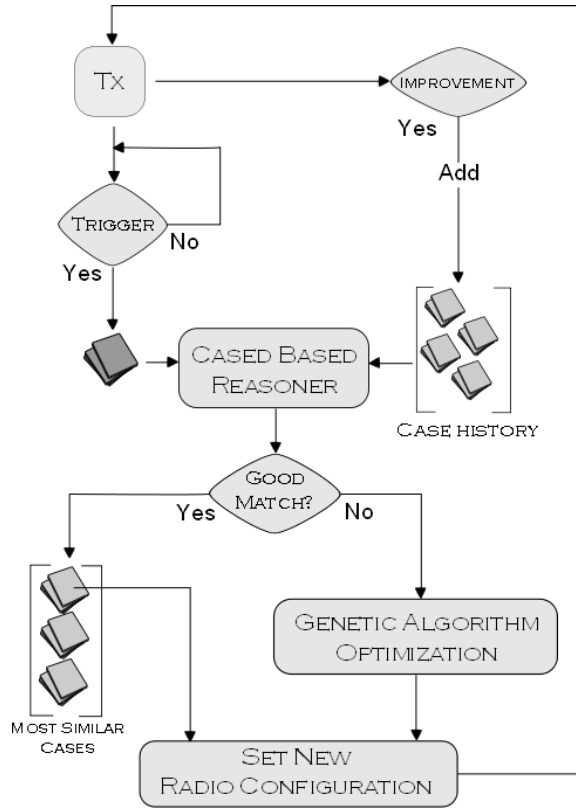 Tx
IMPROVEMENT
Yes
Add
TRIGGER
No
Yes
CASED BASED
REASONER
CASE HISTORY
GOOD
MATCH?
Yes
No
GENETIC ALGORITHM
OPTIMIZATION
MOST SIMILAR
CASES
SET NEW
RADIO CONFIGURATION